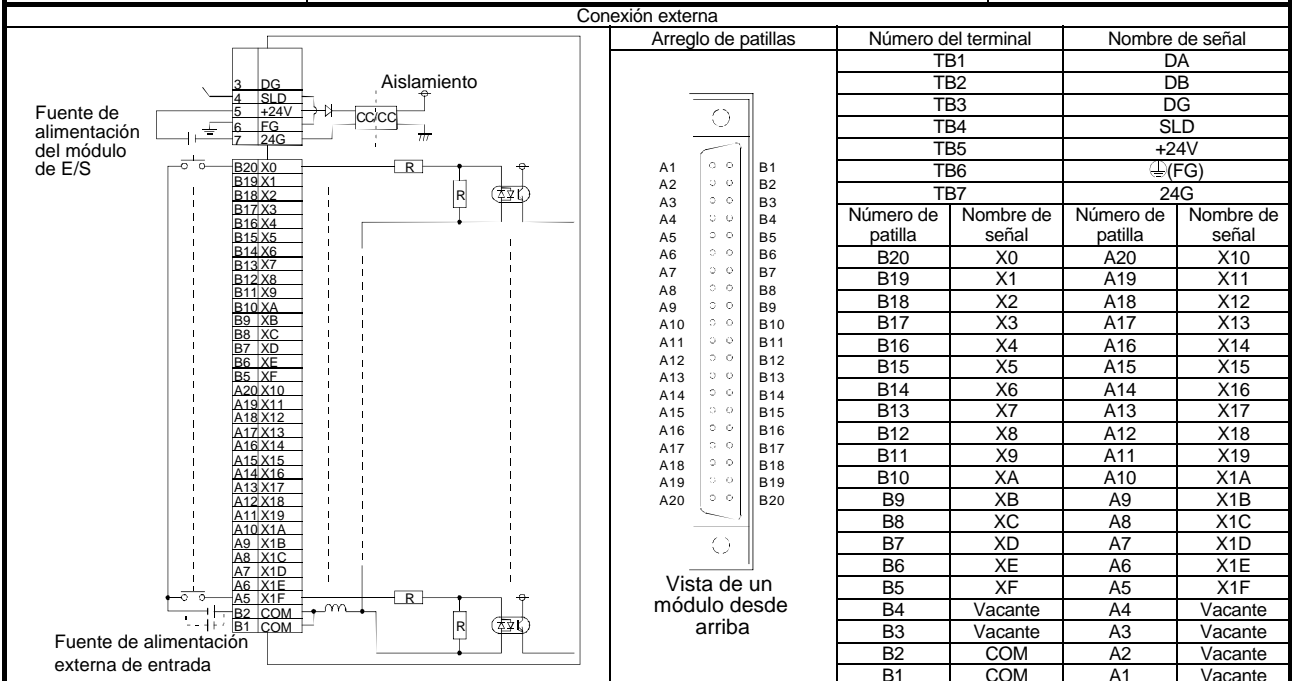 Conexión externa
Arreglo de patillas
Número del terminal Nombre de señal
3 DG
4 SLD
5 +24V
6 FG
7 24G
Aislamiento
CC/CC
Fuente de
alimentación
del módulo
de E/S
B20 X0
B19 X1
B18 X2
B17 X3
B16 X4
B15 X5
B14 X6
B13 X7
B12 X8
B11 X9
B10 XA
B9 XB
B8 XC
B7 XD
B6 XE
B5 XF
A20 X10
A19 X11
A18 X12
A17 X13
A16 X14
A15 X15
A14 X16
A13 X17
A12 X18
A11 X19
A10 X1A
A9 X1B
A8 X1C
A7 X1D
A6 X1E
A5 X1F
B2 COM
B1 COM
R
R
R
R
Fuente de alimentación
externa de entrada
A1 B1
A2 B2
A3 B3
A4 B4
A5 B5
A6 B6
A7 B7
A8 B8
A9 B9
A10 B10
A11 B11
A12 B12
A13 B13
A14 B14
A15 B15
A16 B16
A17 B17
A18 B18
A19 B19
A20 B20
Vista de un
módulo desde
arriba
TB1 DA
TB2 DB
TB3 DG
TB4 SLD
TB5 +24V
TB6 (FG)
TB7 24G
Número de patilla Nombre de señal Número de patilla Nombre de señal
B20 X0 A20 X10
B19 X1 A19 X11
B18 X2 A18 X12
B17 X3 A17 X13
B16 X4 A16 X14
B15 X5 A15 X15
B14 X6 A14 X16
B13 X7 A13 X17
B12 X8 A12 X18
B11 X9 A11 X19
B10 XA A10 X1A
B9 XB A9 X1B
B8 XC A8 X1C
B7 XD A7 X1D
B6 XE A6 X1E
B5 XF A5 X1F
B4 Vacante A4 Vacante
B3 Vacante A3 Vacante
B2 COM A2 Vacante
B1 COM A1 Vacante